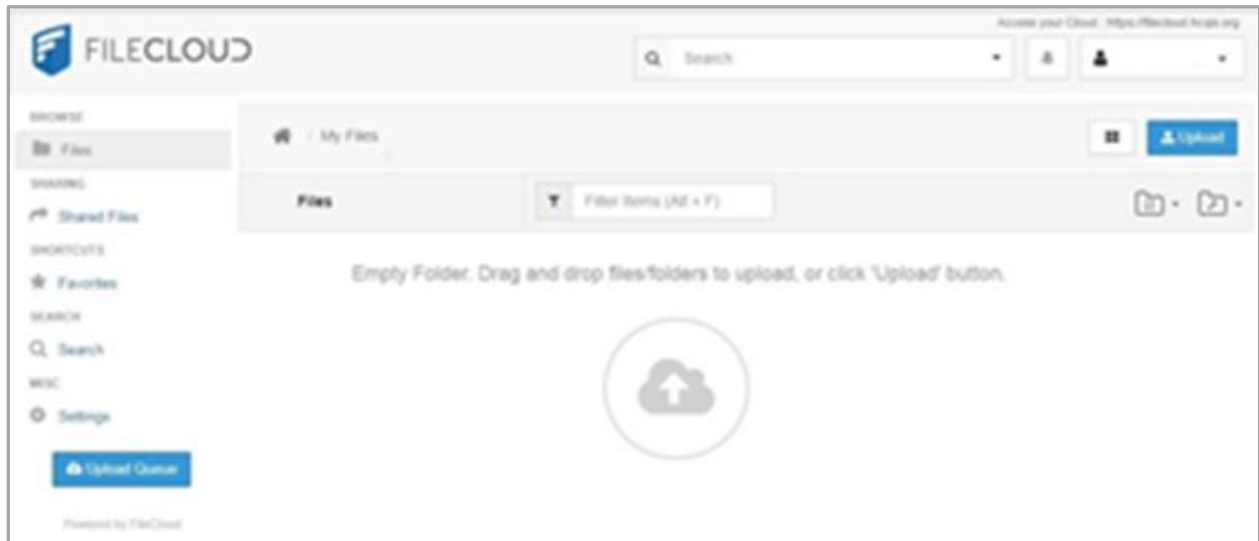 FILECLOUD
Access your Cloud : https://filecloud.hcqis.org
Search
BROWSE
Files
SHARING
Shared Files
SHORTCUTS
Favorites
SEARCH
Search
MISC
Settings
Upload Queue
Powered by FileCloud
/ My Files
Upload
Files
Filter Items (Alt + F)
Empty Folder. Drag and drop files/folders to upload, or click 'Upload' button.